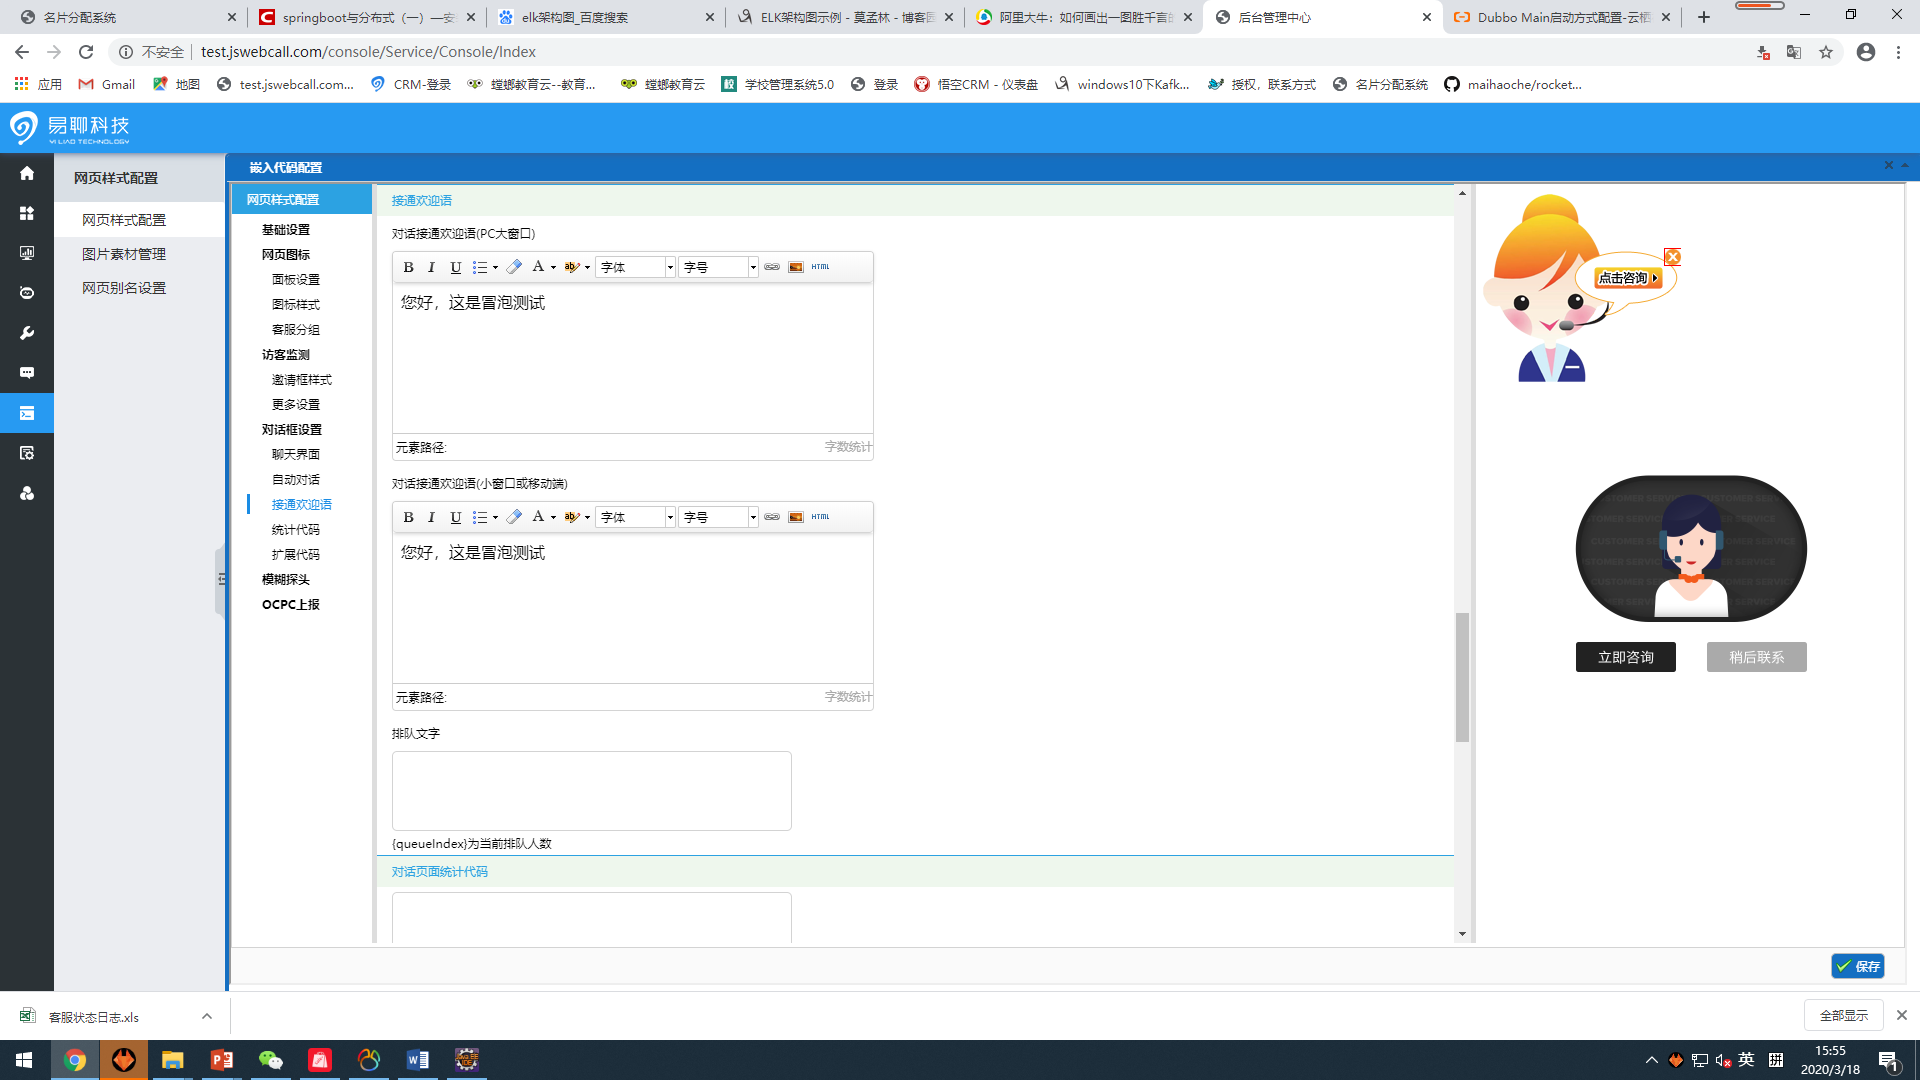 名片分配系统
springboot与分布式（一）—安
elk架构图_百度搜索
ELK架构图示例 - 莫孟林 - 博客园
阿里大牛：如何画出一图胜千言的
后台管理中心
Dubbo Main启动方式配置-云栖
不安全
test.jswebcall.com/console/Service/Console/Index
应用
Gmail
地图
test.jswebcall.com...
CRM-登录
螳螂教育云--教育...
螳螂教育云
学校管理系统5.0
登录
悟空CRM - 仪表盘
windows10下Kafk...
授权，联系方式
名片分配系统
maihaoche/rocket...
易聊科技
YI LIAO TECHNOLOGY
网页样式配置
网页样式配置
图片素材管理
网页别名设置
嵌入代码配置
网页样式配置
基础设置
网页图标
面板设置
图标样式
客服分组
访客监测
邀请框样式
更多设置
对话框设置
聊天界面
自动对话
接通欢迎语
统计代码
扩展代码
模糊探头
OCPC上报
接通欢迎语
对话接通欢迎语(PC大窗口)
B I U A ab 字体 字号 HTML
您好，这是冒泡测试
元素路径:
字数统计
对话接通欢迎语(小窗口或移动端)
B I U A ab 字体 字号 HTML
您好，这是冒泡测试
元素路径:
字数统计
排队文字
{queueIndex}为当前排队人数
对话页面统计代码
点击咨询
CUSTOMER SERVICE
立即咨询
稍后联系
保存
客服状态日志.xls
全部显示
英
15:55
2020/3/18
1